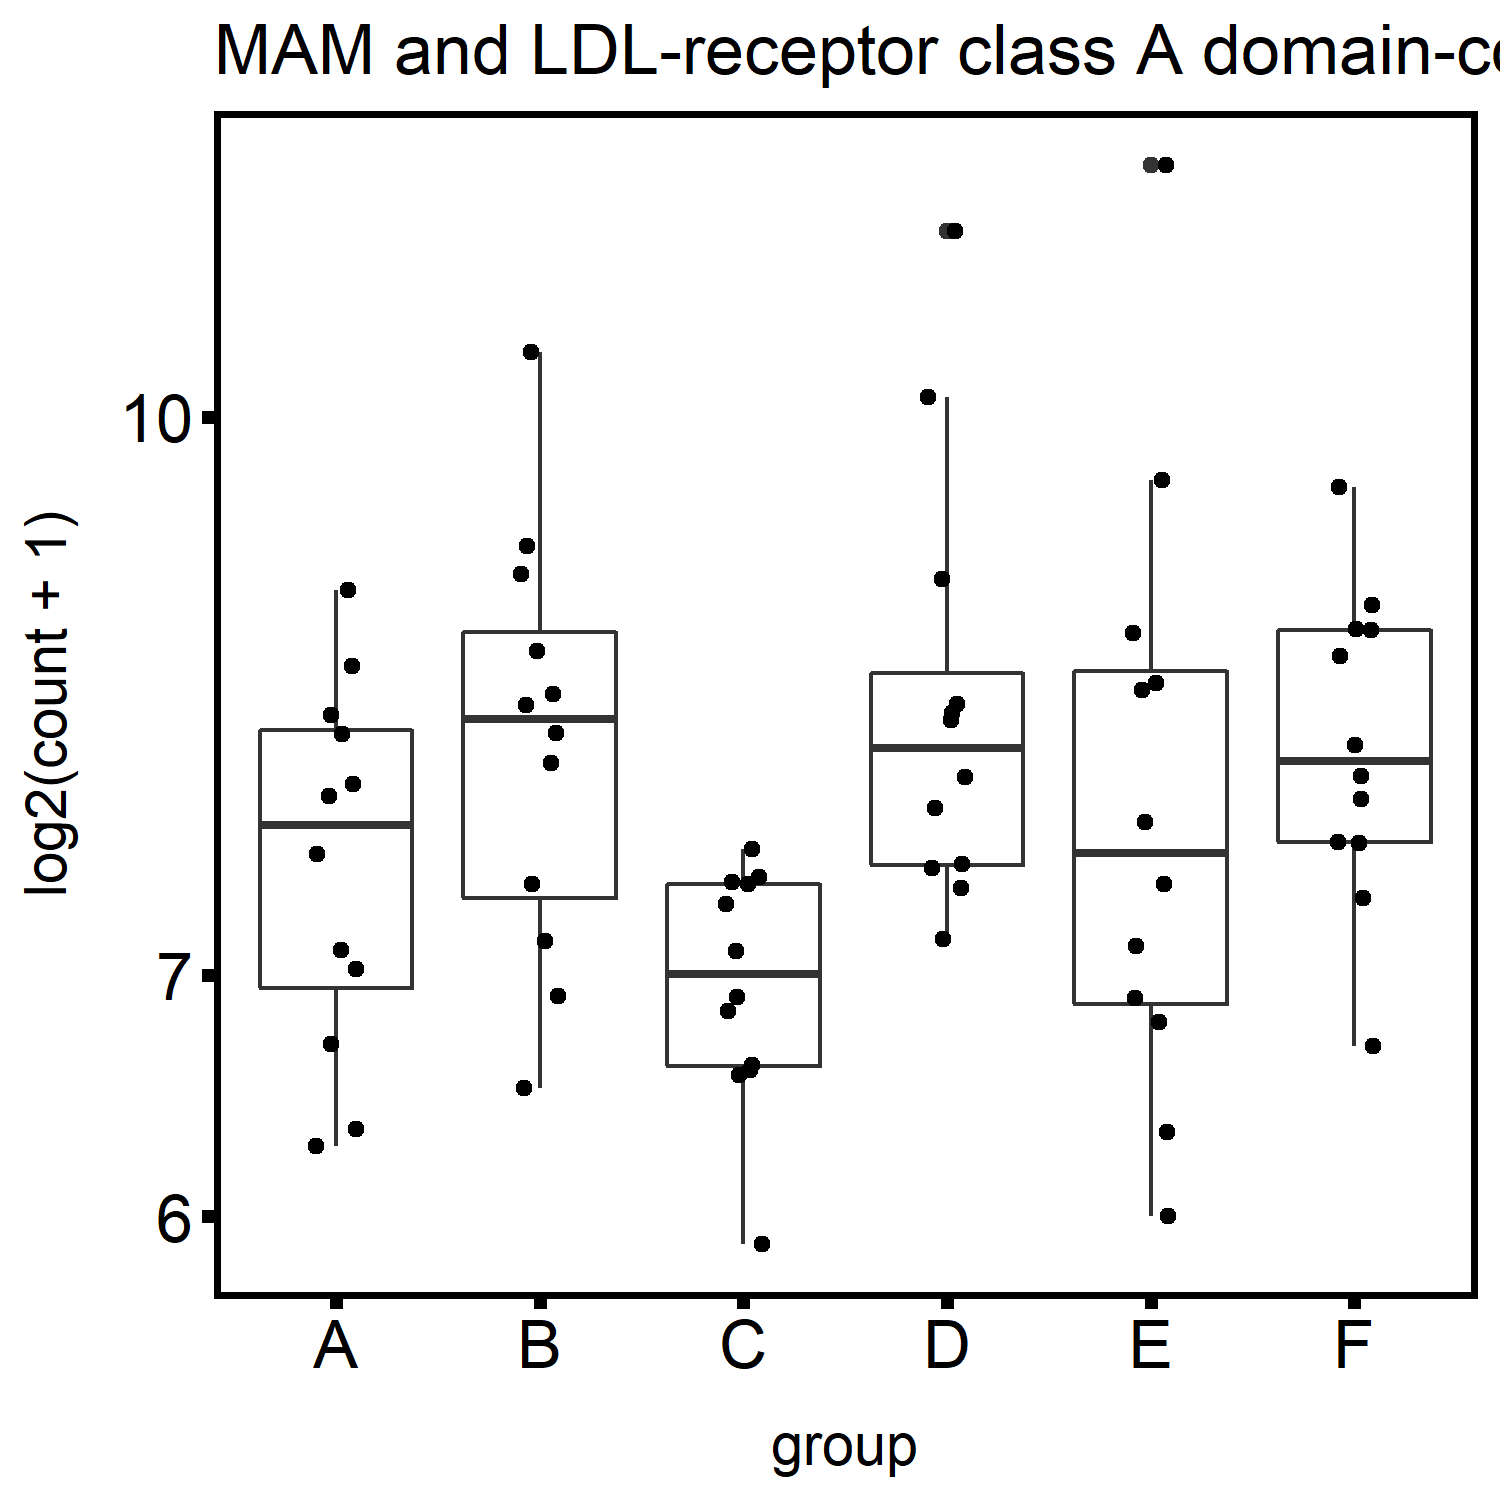 MAM and LDL-receptor class A domain-co
log2(count + 1)
10
7
6
A B C D E F
group